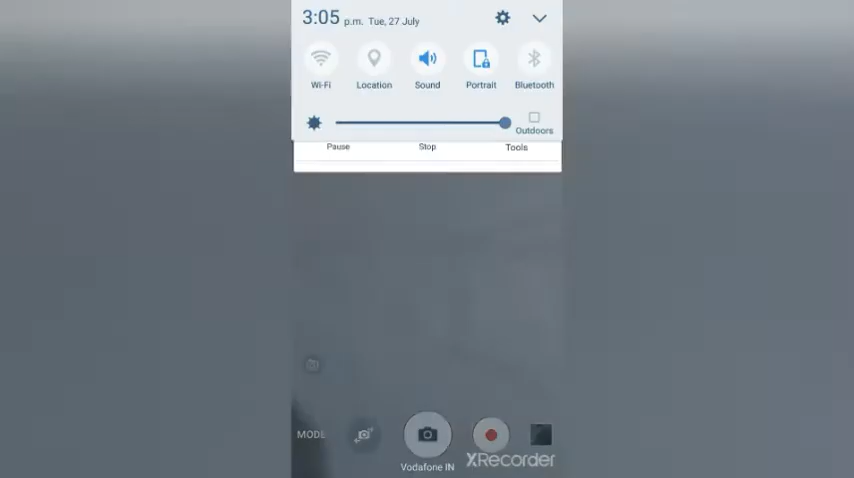 3:05 p.m. Tue, 27 July
Wi-Fi Location Sound Portrait Bluetooth
Outdoors
Pause Stop Tools
MODE
Vodafone IN
XRecorder